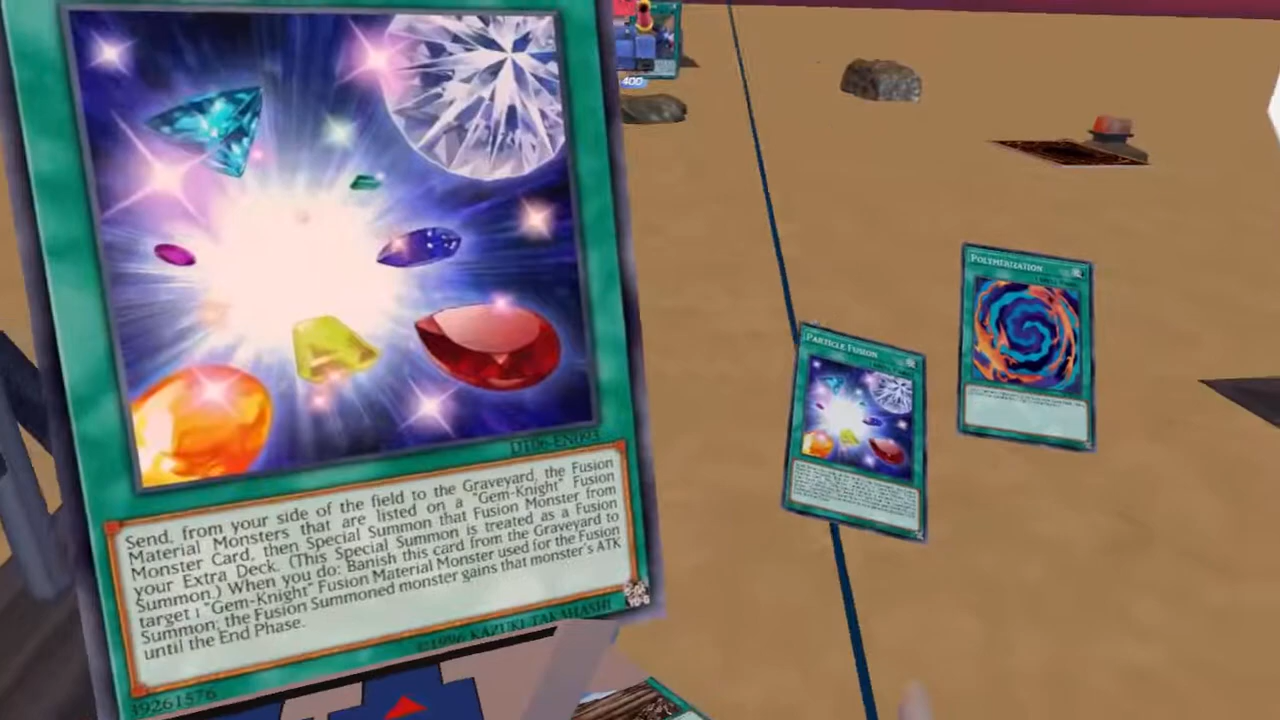 DT06-EN093
Send, from your side of the field to the Graveyard, the Fusion
Material Monsters that are listed on a "Gem-Knight" Fusion
Monster Card, then Special Summon that Fusion Monster from
your Extra Deck. (This Special Summon is treated as a Fusion
Summon.) When you do: Banish this card from the Graveyard to
target 1 "Gem-Knight" Fusion Material Monster used for the Fusion
Summon; the Fusion Summoned monster gains that monster's ATK
until the End Phase.
39261576
©1996 KAZUKI TAKAHASHI
400
PARTICLE FUSION
POLYMERIZATION